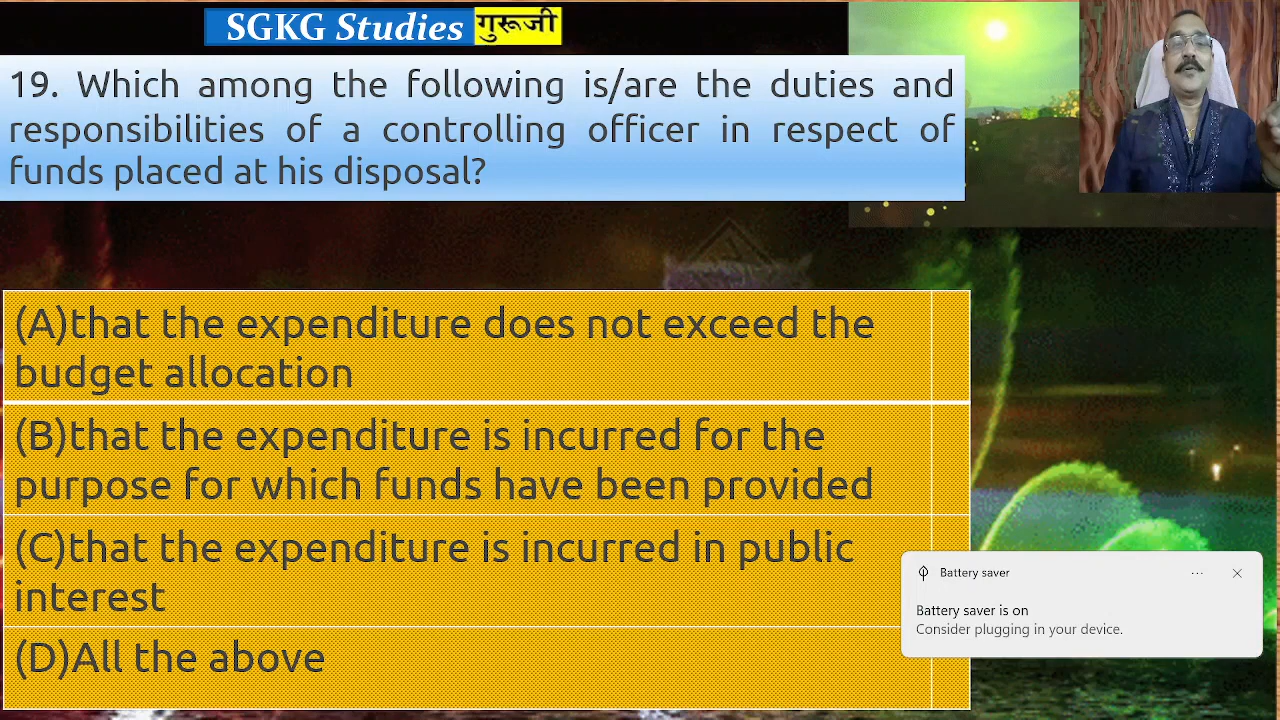 SGKG Studies गुरूजी
19. Which among the following is/are the duties and
responsibilities of a controlling officer in respect of
funds placed at his disposal?
(A)that the expenditure does not exceed the
budget allocation
(B)that the expenditure is incurred for the
purpose for which funds have been provided
(C)that the expenditure is incurred in public
interest
(D)All the above
Battery saver
Battery saver is on
Consider plugging in your device.